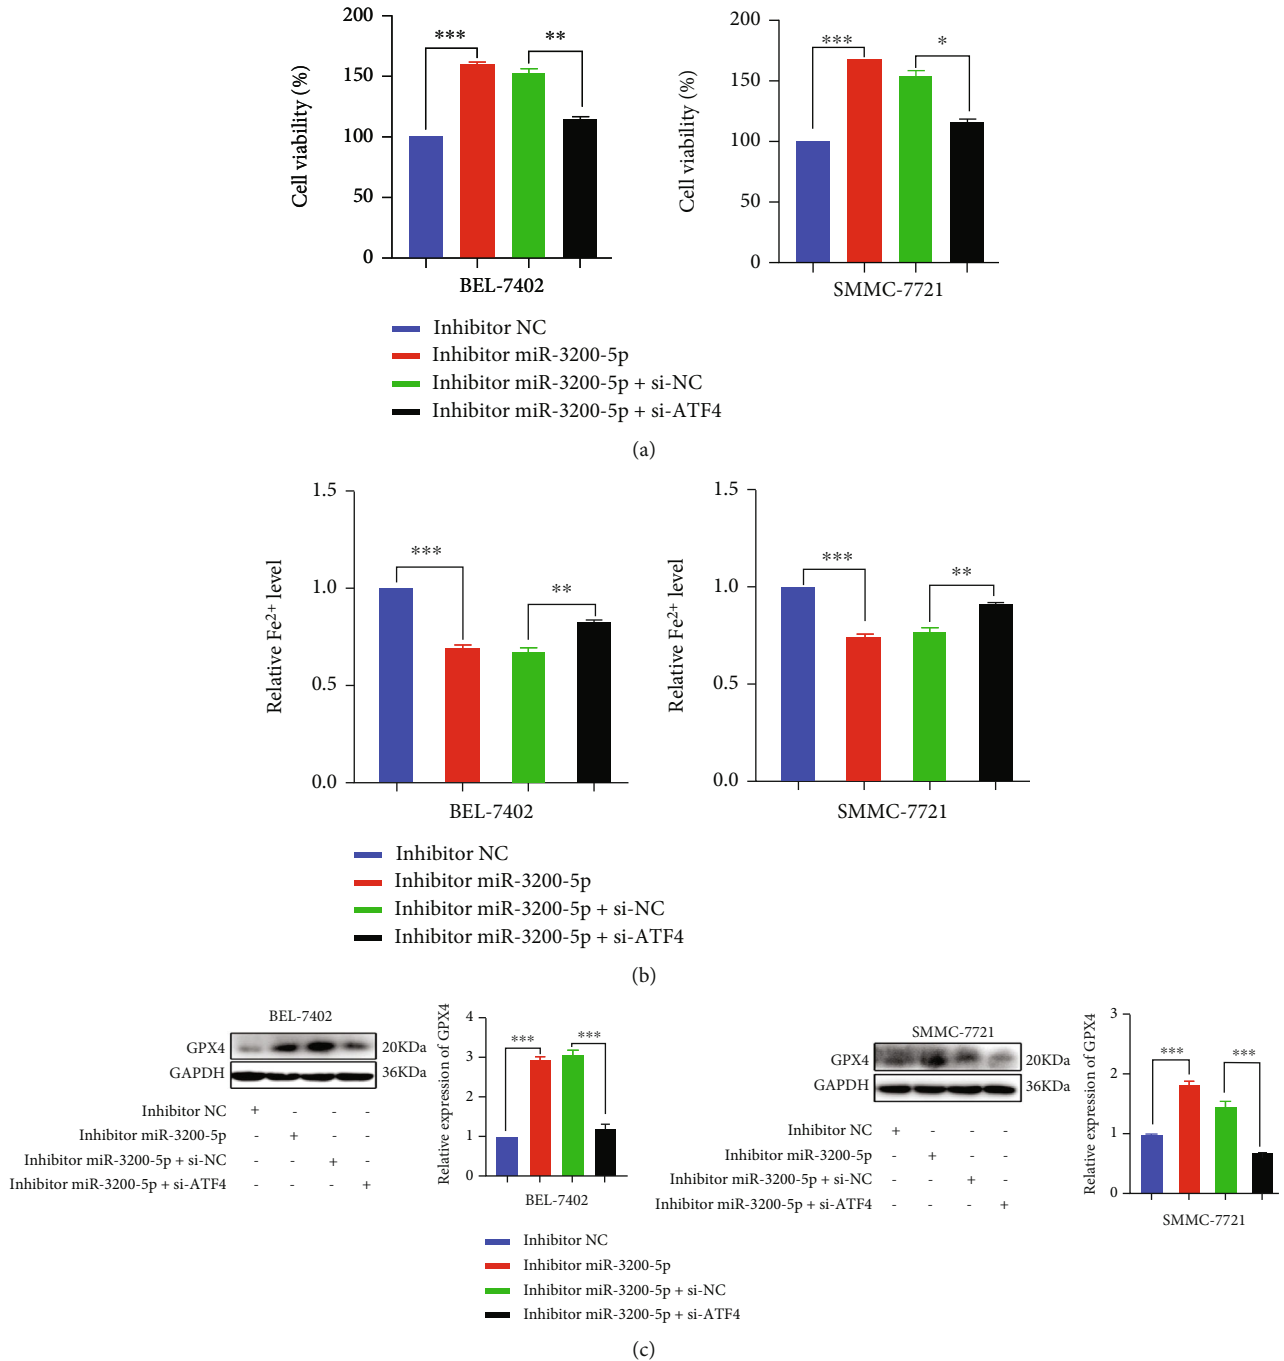 200
150
100
50
0
Cell viability (%)
***
**
BEL-7402
200
150
100
50
0
Cell viability (%)
***
*
SMMC-7721
Inhibitor NC
Inhibitor miR-3200-5p
Inhibitor miR-3200-5p + si-NC
Inhibitor miR-3200-5p + si-ATF4
(a)
1.5
1.0
0.5
0.0
Relative Fe²⁺ level
***
**
BEL-7402
1.5
1.0
0.5
0.0
Relative Fe²⁺ level
***
**
SMMC-7721
Inhibitor NC
Inhibitor miR-3200-5p
Inhibitor miR-3200-5p + si-NC
Inhibitor miR-3200-5p + si-ATF4
(b)
BEL-7402
GPX4 20KDa
GAPDH 36KDa
Inhibitor NC + - - -
Inhibitor miR-3200-5p - + - -
Inhibitor miR-3200-5p + si-NC - - + -
Inhibitor miR-3200-5p + si-ATF4 - - - +
4
3
2
1
0
Relative expression of GPX4
***
***
BEL-7402
SMMC-7721
GPX4 20KDa
GAPDH 36KDa
Inhibitor NC + - - -
Inhibitor miR-3200-5p - + - -
Inhibitor miR-3200-5p + si-NC - - + -
Inhibitor miR-3200-5p + si-ATF4 - - - +
3
2
1
0
Relative expression of GPX4
***
***
SMMC-7721
Inhibitor NC
Inhibitor miR-3200-5p
Inhibitor miR-3200-5p + si-NC
Inhibitor miR-3200-5p + si-ATF4
(c)